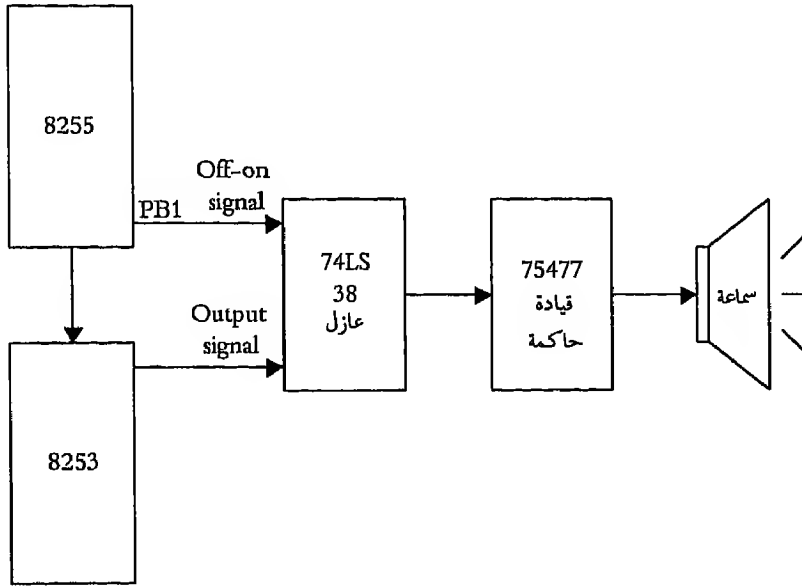 8255
Off-on
signal
PB1
74LS
38
عازل
75477
قيادة
حاكمة
سماعة
Output
signal
8253